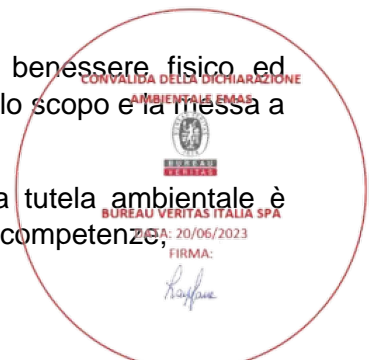 benessere fisico ed
CONVALIDA DELLA DICHIARAZIONE
AMBIENTALE EMAS
lo scopo e la messa a
BUREAU
VERITAS
a tutela ambientale è
BUREAU VERITAS ITALIA SPA
DATA: 20/06/2023
competenze;
FIRMA: